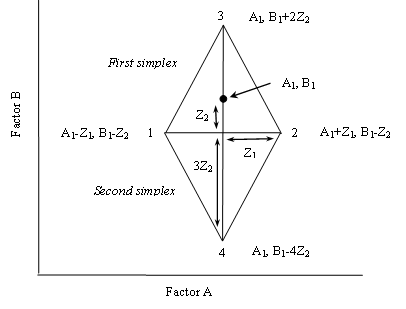 3 A₁, B₁+2Z₂
First simplex
A₁, B₁
Z₂
A₁-Z₁, B₁-Z₂ 1 2 A₁+Z₁, B₁-Z₂
Z₁
3Z₂
Second simplex
4 A₁, B₁-4Z₂
Factor B
Factor A